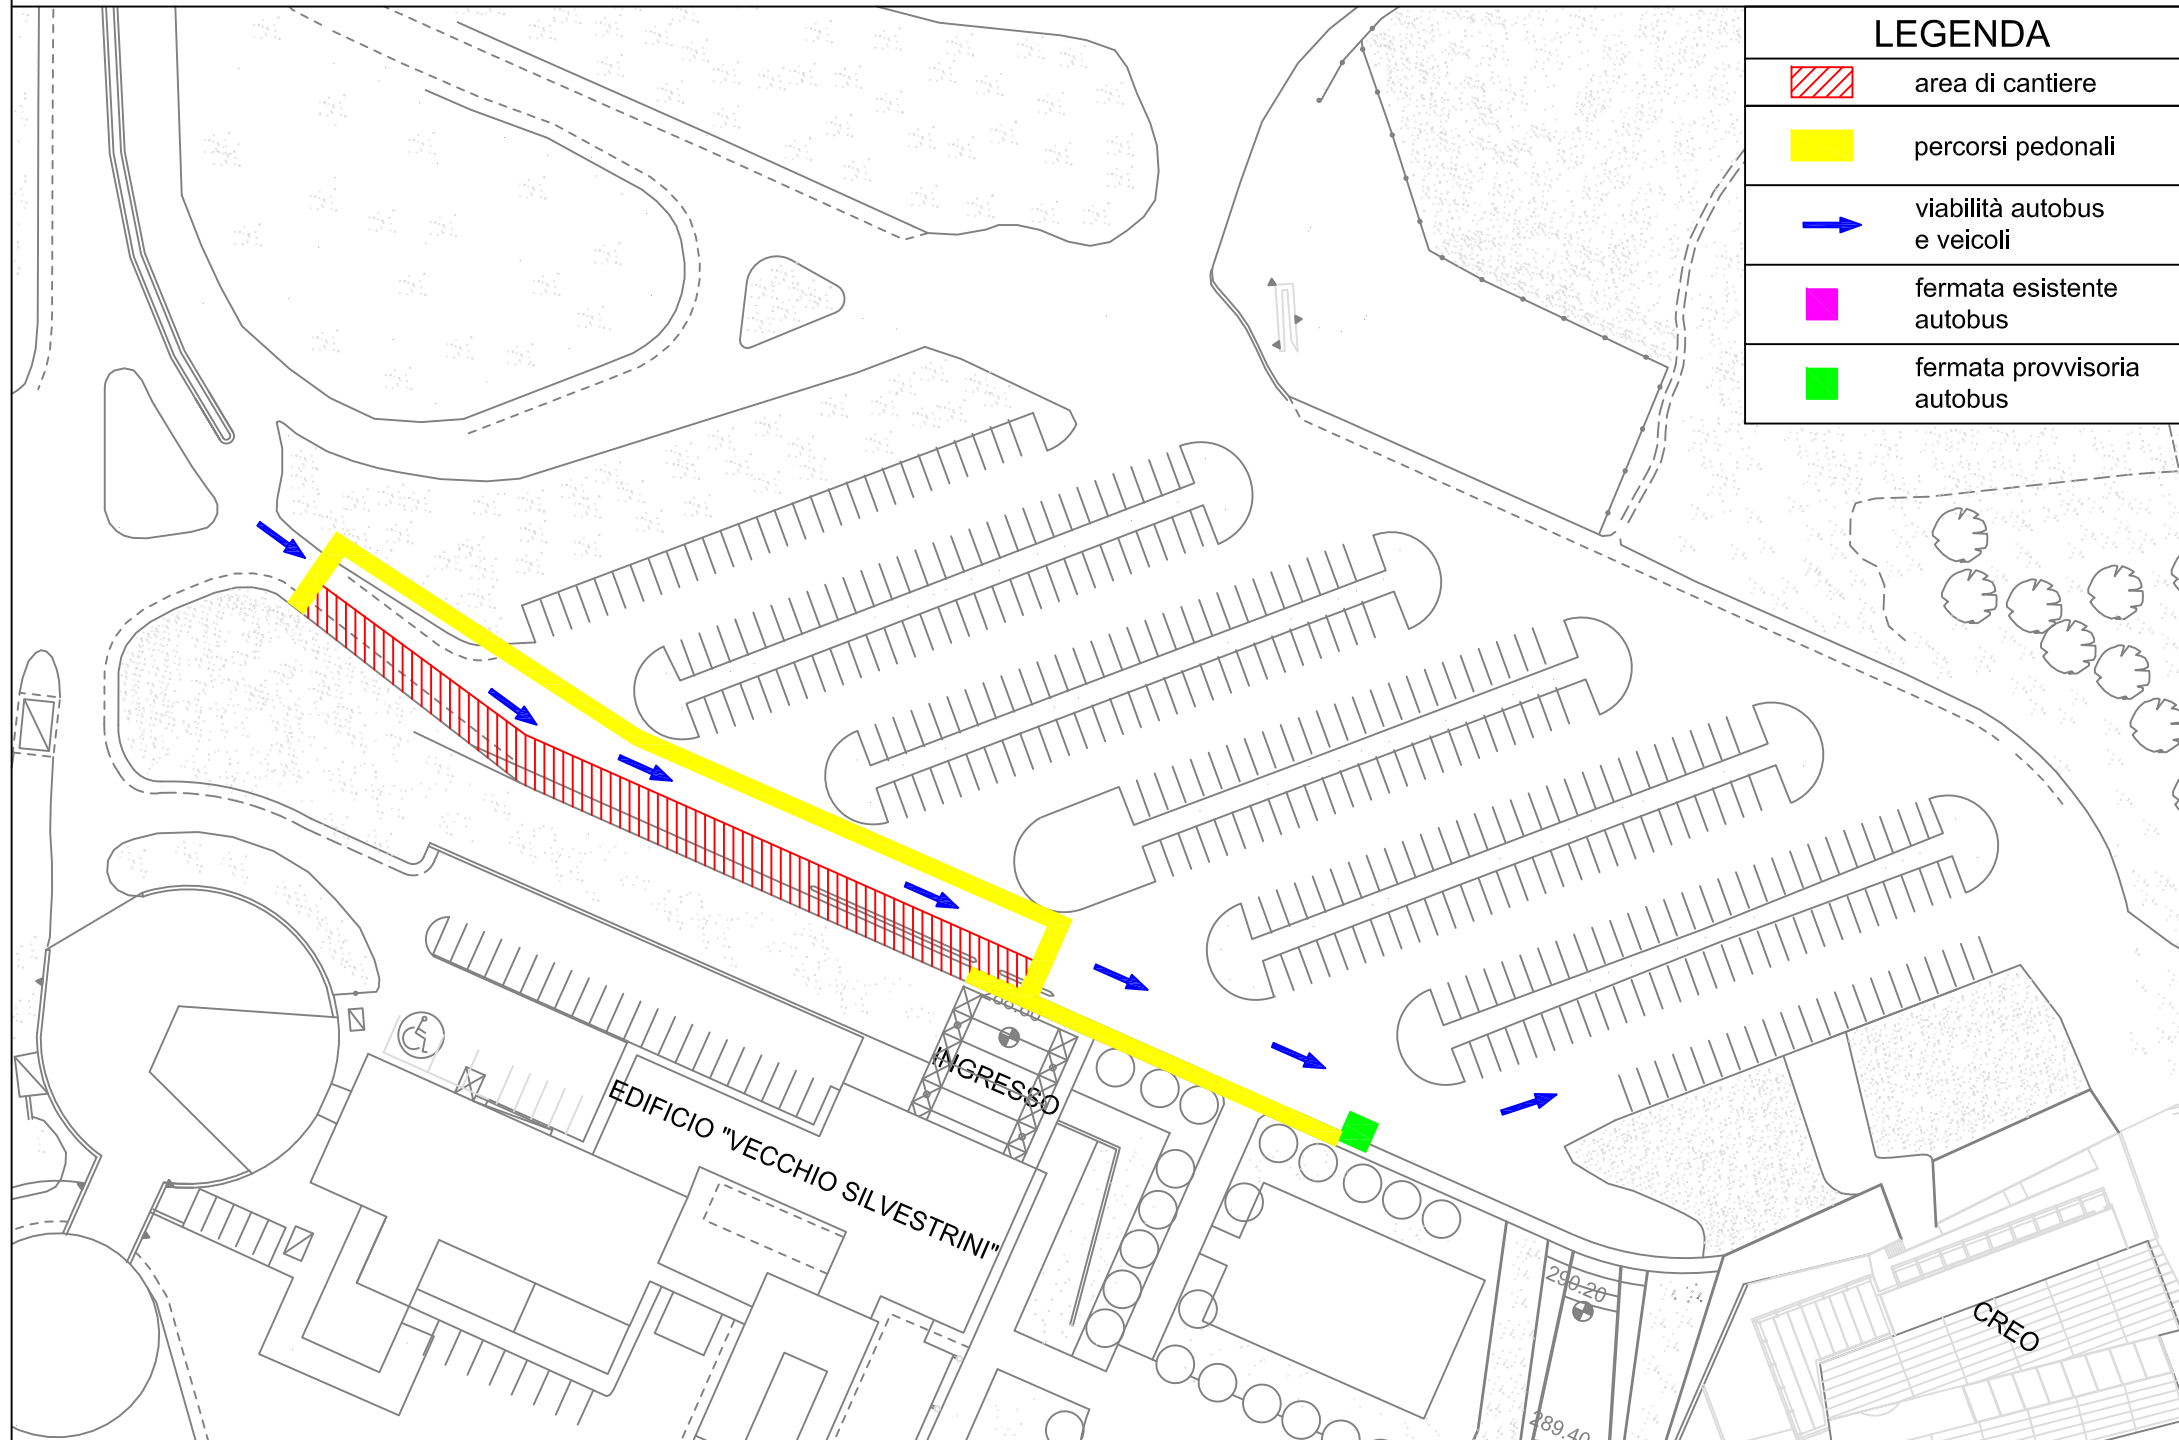 LEGENDA
area di cantiere
percorsi pedonali
viabilità autobus
e veicoli
fermata esistente
autobus
fermata provvisoria
autobus
INGRESSO
EDIFICIO "VECCHIO SILVESTRINI"
290.20
CREO
289.40